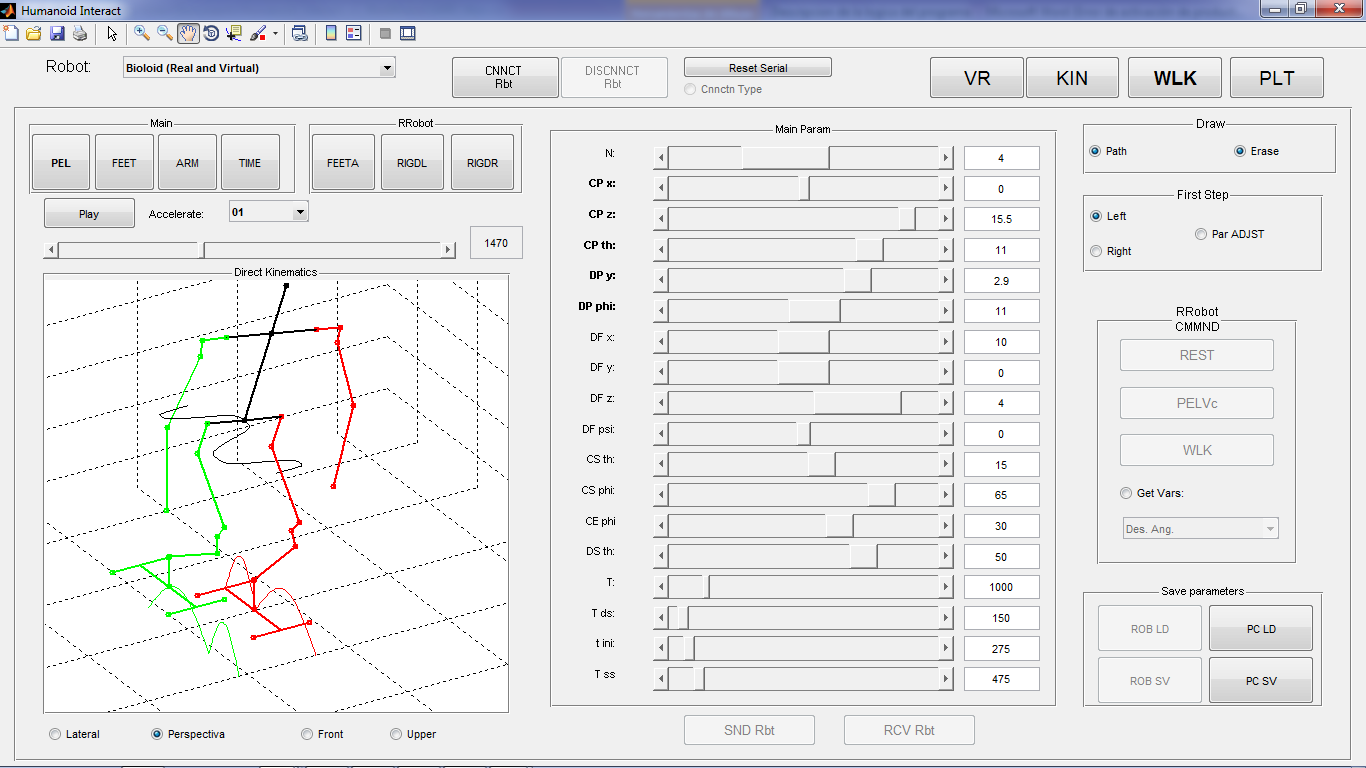 Humanoid Interact
Robot:
Bioloid (Real and Virtual)
CNNCT
Rbt
DISCNNCT
Rbt
Reset Serial
Cnnctn Type
VR
KIN
WLK
PLT
Main
PEL
FEET
ARM
TIME
RRobot
FEETA
RIGDL
RIGDR
Play
Accelerate:
01
1470
Direct Kinematics
Lateral
Perspectiva
Front
Upper
Main Param
N: 4
CP x: 0
CP z: 15.5
CP th: 11
DP y: 2.9
DP phi: 11
DF x: 10
DF y: 0
DF z: 4
DF psi: 0
CS th: 15
CS phi: 65
CE phi 30
DS th: 50
T: 1000
T ds: 150
t ini: 275
T ss 475
SND Rbt
RCV Rbt
Draw
Path
Erase
First Step
Left
Par ADJST
Right
RRobot
CMMND
REST
PELVc
WLK
Get Vars:
Des. Ang.
Save parameters
ROB LD
PC LD
ROB SV
PC SV